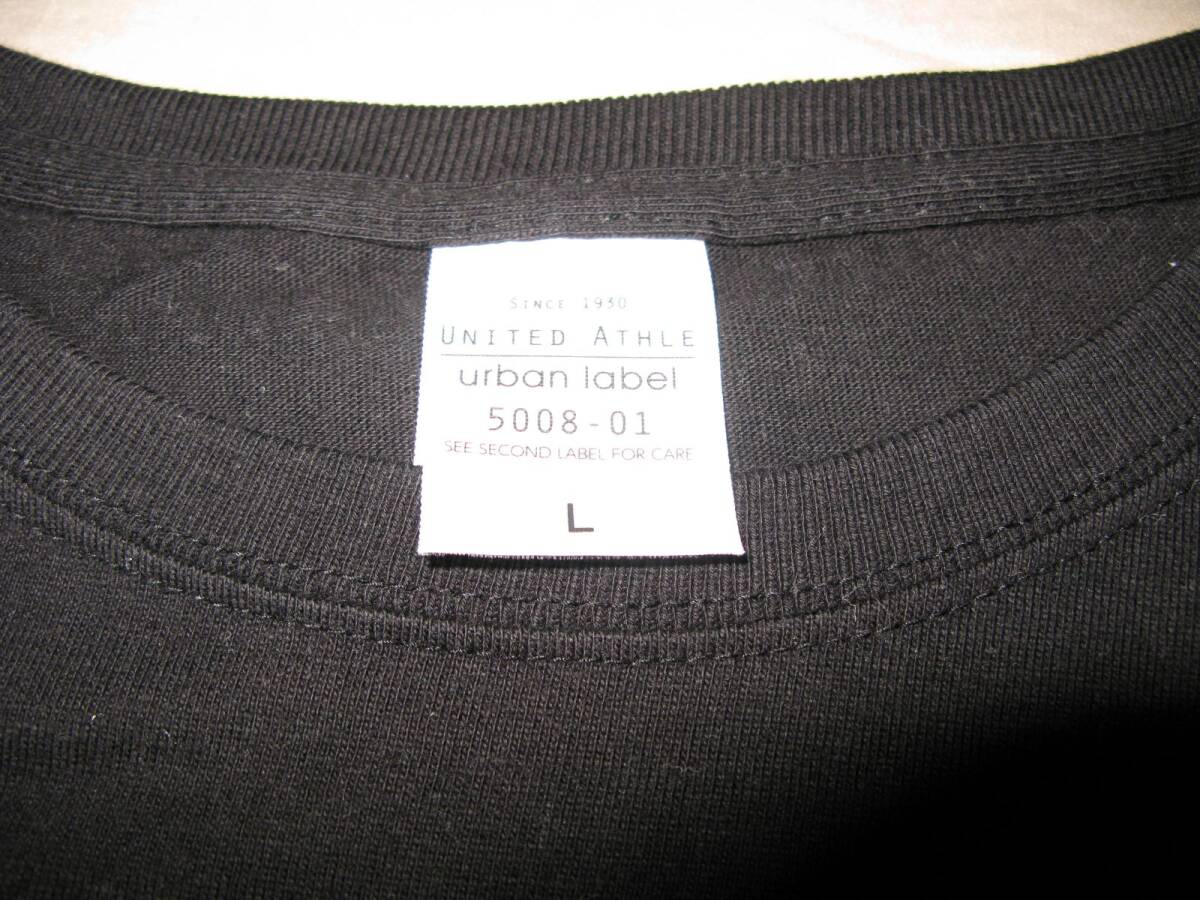 SINCE 1930
UNITED ATHLE
urban label
5008-01
SEE SECOND LABEL FOR CARE
L